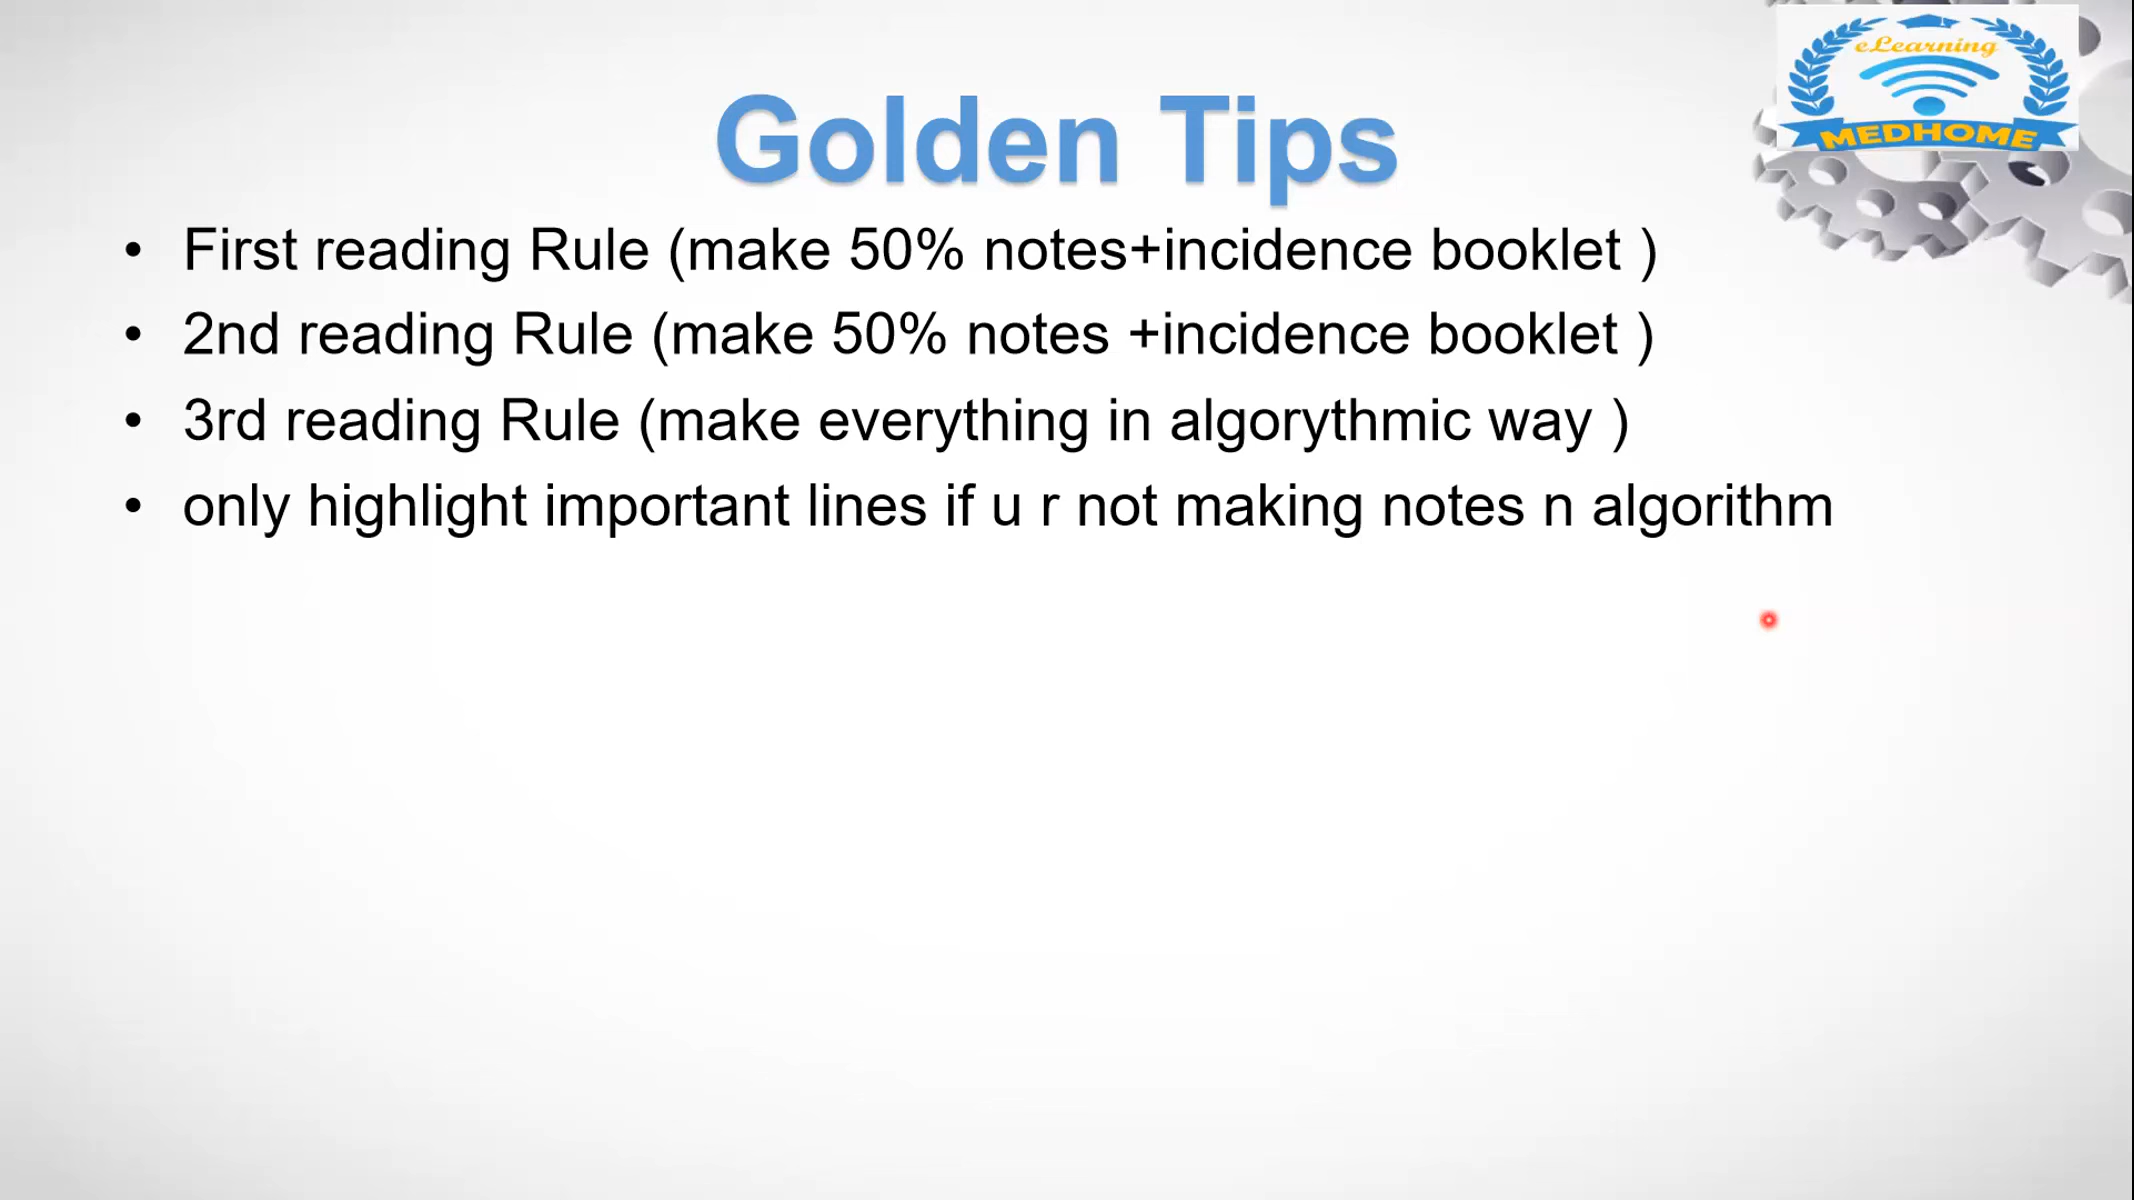 eLearning
MEDHOME
Golden Tips
• First reading Rule (make 50% notes+incidence booklet )
• 2nd reading Rule (make 50% notes +incidence booklet )
• 3rd reading Rule (make everything in algorythmic way )
• only highlight important lines if u r not making notes n algorithm